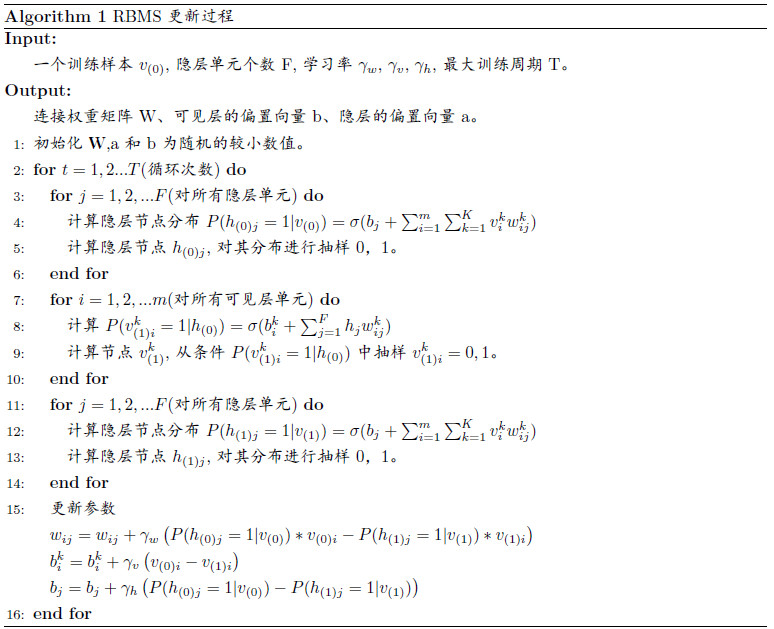 Algorithm 1 RBMS 更新过程
Input:
一个训练样本 $v_{(0)}$, 隐层单元个数 F, 学习率 $\gamma_w$, $\gamma_v$, $\gamma_h$, 最大训练周期 T。
Output:
连接权重矩阵 W、可见层的偏置向量 b、隐层的偏置向量 a。
1: 初始化 W,a 和 b 为随机的较小数值。
2: for $t = 1, 2...T$(循环次数) do
3: for $j = 1, 2, ...F$(对所有隐层单元) do
4: 计算隐层节点分布 $P(h_{(0)j} = 1|v_{(0)}) = \sigma(b_j + \sum_{i=1}^{m} \sum_{k=1}^{K} v_i^k w_{ij}^k)$
5: 计算隐层节点 $h_{(0)j}$, 对其分布进行抽样 0，1。
6: end for
7: for $i = 1, 2, ...m$(对所有可见层单元) do
8: 计算 $P(v_{(1)i}^k = 1|h_{(0)}) = \sigma(b_i^k + \sum_{j=1}^{F} h_j w_{ij}^k)$
9: 计算节点 $v_{(1)}^k$, 从条件 $P(v_{(1)i}^k = 1|h_{(0)})$ 中抽样 $v_{(1)i}^k = 0, 1$。
10: end for
11: for $j = 1, 2, ...F$(对所有隐层单元) do
12: 计算隐层节点分布 $P(h_{(1)j} = 1|v_{(1)}) = \sigma(b_j + \sum_{i=1}^{m} \sum_{k=1}^{K} v_i^k w_{ij}^k)$
13: 计算隐层节点 $h_{(1)j}$, 对其分布进行抽样 0，1。
14: end for
15: 更新参数
$w_{ij} = w_{ij} + \gamma_w \left( P(h_{(0)j} = 1|v_{(0)}) * v_{(0)i} - P(h_{(1)j} = 1|v_{(1)}) * v_{(1)i} \right)$
$b_i^k = b_i^k + \gamma_v \left( v_{(0)i} - v_{(1)i} \right)$
$b_j = b_j + \gamma_h \left( P(h_{(0)j} = 1|v_{(0)}) - P(h_{(1)j} = 1|v_{(1)}) \right)$
16: end for